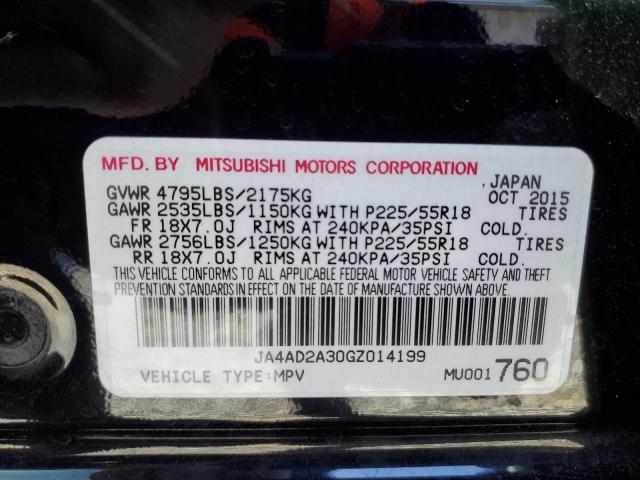 MFD. BY MITSUBISHI MOTORS CORPORATION
, JAPAN
GVWR 4795LBS/2175KG OCT 2015
GAWR 2535LBS/1150KG WITH P225/55R18 TIRES
FR 18X7.0J RIMS AT 240KPA/35PSI COLD.
GAWR 2756LBS/1250KG WITH P225/55R18 TIRES
RR 18X7.0J RIMS AT 240KPA/35PSI COLD.
THIS VEHICLE CONFORMS TO ALL APPLICABLE FEDERAL MOTOR VEHICLE SAFETY AND THEFT
PREVENTION STANDARDS IN EFFECT ON THE DATE OF MANUFACTURE SHOWN ABOVE.
JA4AD2A30GZ014199
VEHICLE TYPE:MPV MU001 760